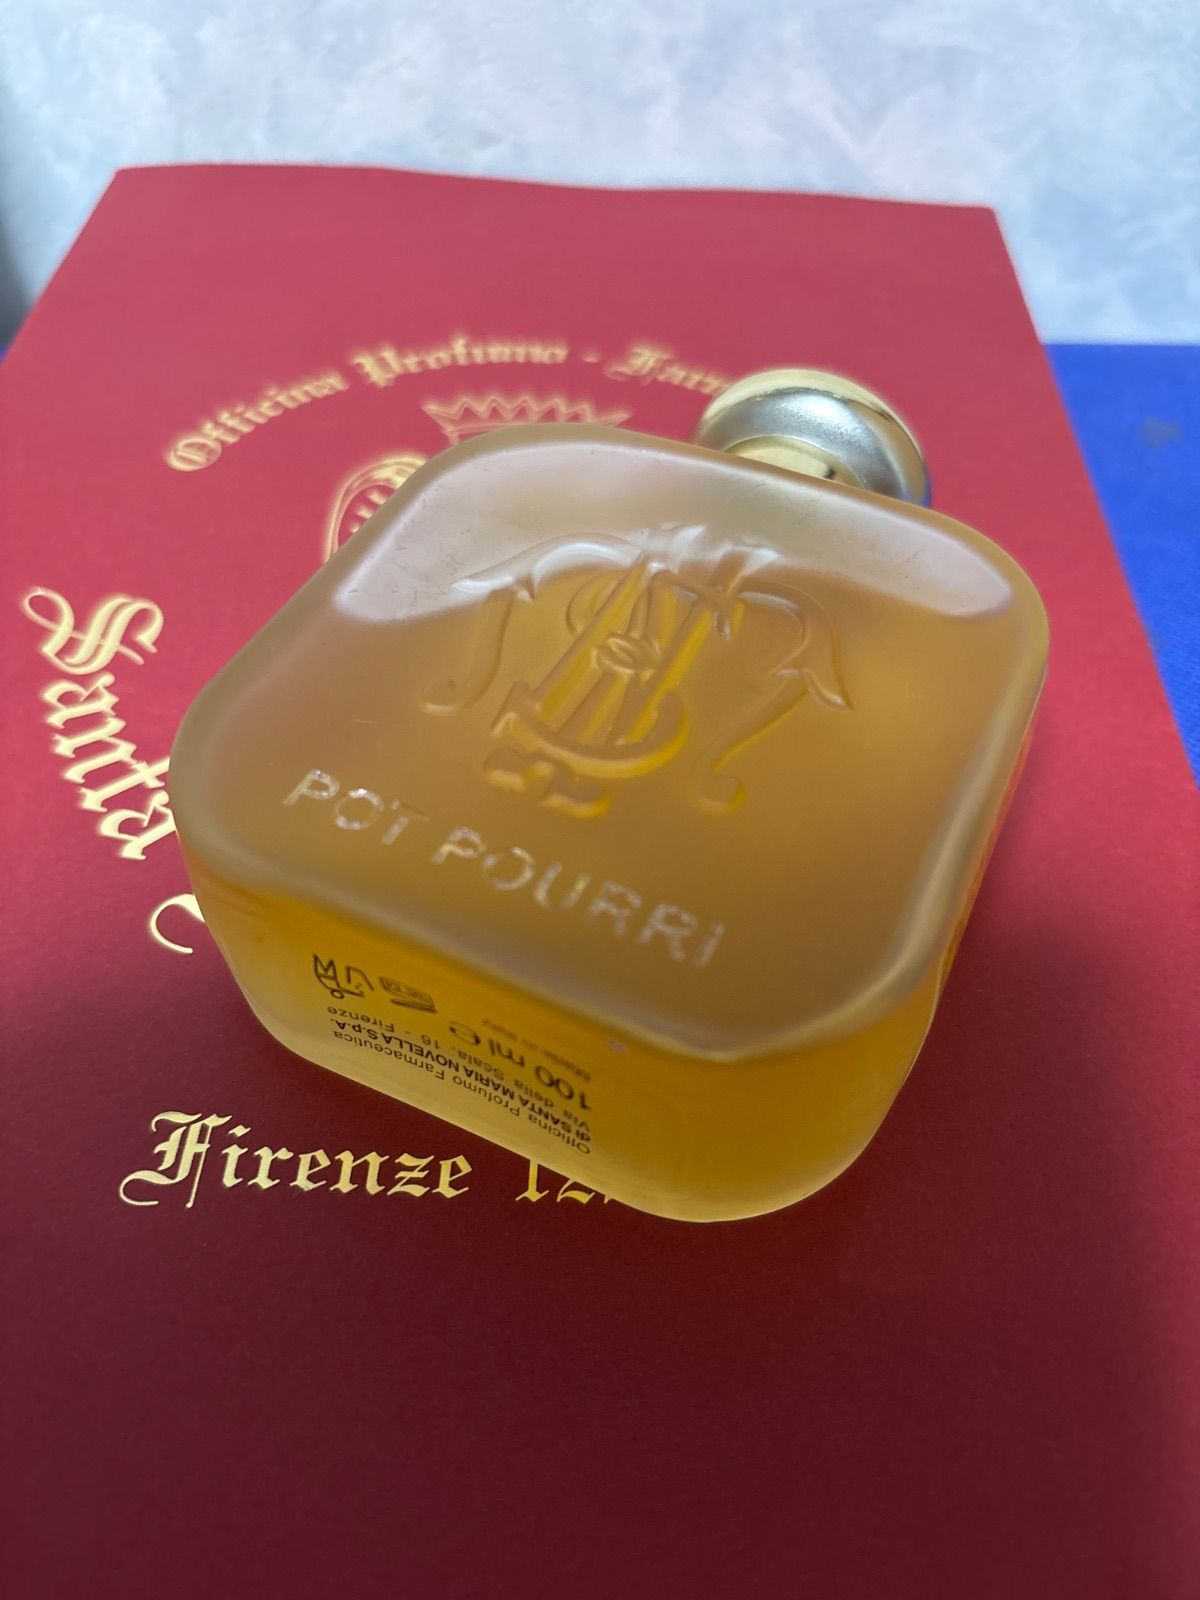 Officina Profumo - Farm
Santa
POT POURRI
Officina Profumo Farmaceutica
di SANTA MARIA NOVELLA S.p.A.
Via della Scala, 16 - Firenze
100 ml e
Made in Italy
Firenze